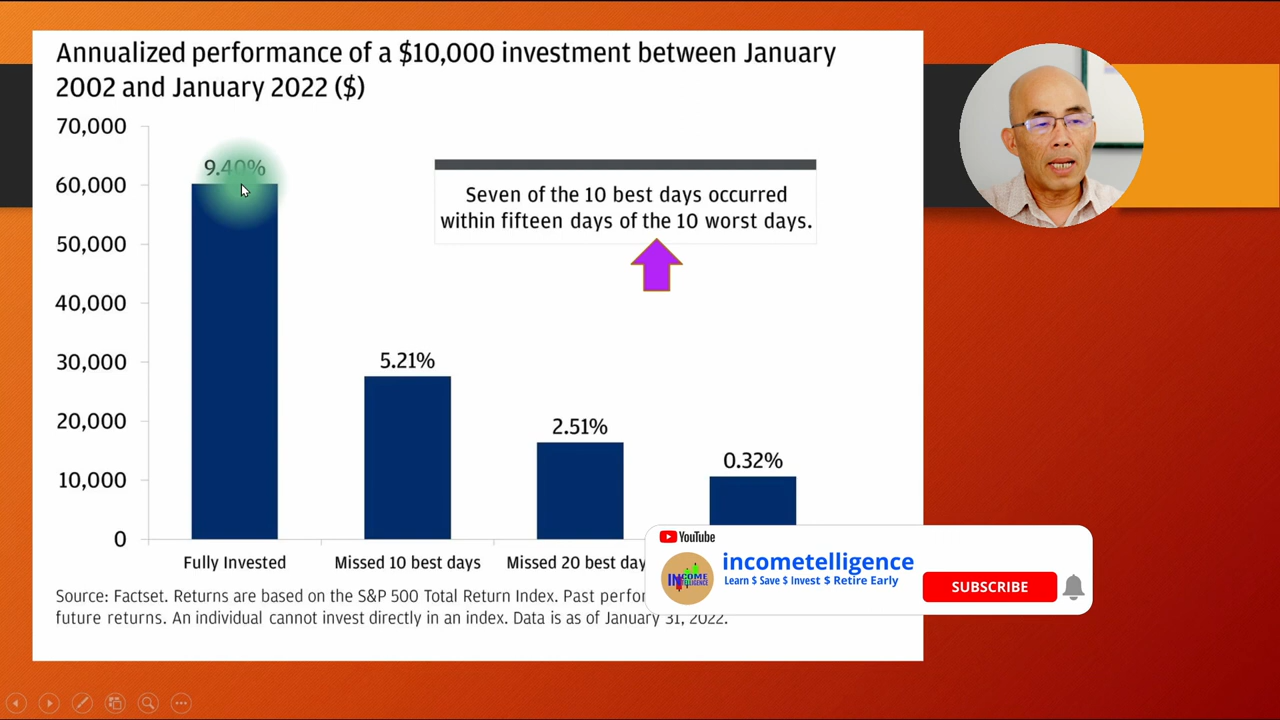 Annualized performance of a $10,000 investment between January
2002 and January 2022 ($)
70,000
60,000
50,000
40,000
30,000
20,000
10,000
0
9.40%
5.21%
2.51%
0.32%
Seven of the 10 best days occurred
within fifteen days of the 10 worst days.
Fully Invested
Missed 10 best days
Missed 20 best day
Source: Factset. Returns are based on the S&P 500 Total Return Index. Past perfor
future returns. An individual cannot invest directly in an index. Data is as of January 31, 2022.
YouTube
incometelligence
Learn $ Save $ Invest $ Retire Early
SUBSCRIBE
INCOME